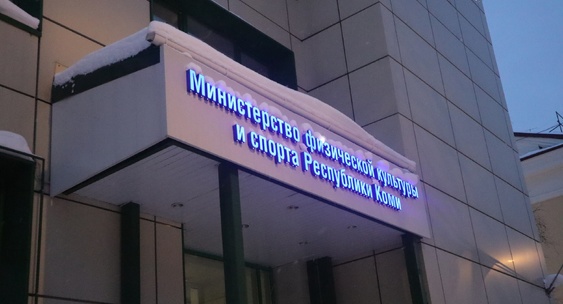 Министерство физической культуры
и спорта Республики Коми